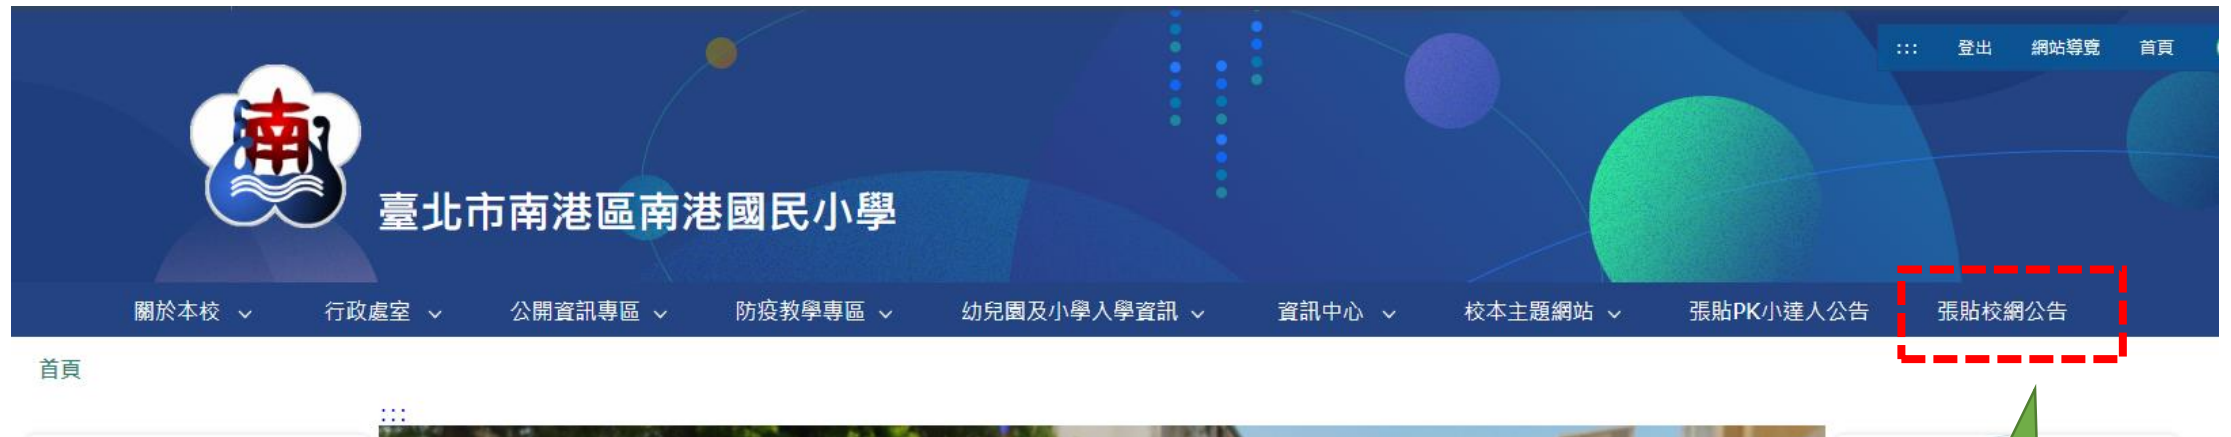 ::: 登出 網站導覽 首頁
南
臺北市南港區南港國民小學
關於本校 行政處室 公開資訊專區 防疫教學專區 幼兒園及小學入學資訊 資訊中心 校本主題網站 張貼PK小達人公告 張貼校網公告
首頁
:::